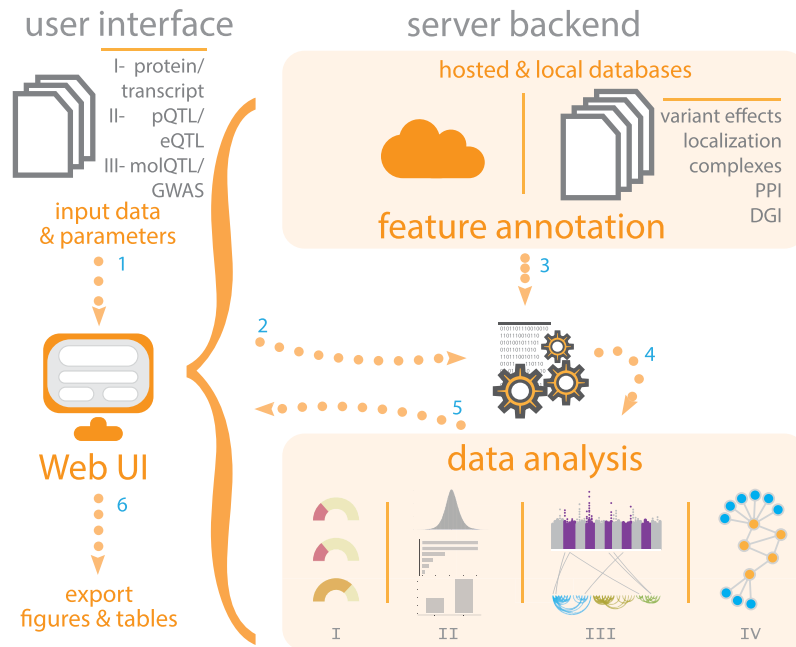 user interface
I- protein/
transcript
II- pQTL/
eQTL
III- molQTL/
GWAS
input data
& parameters
1
Web UI
6
export
figures & tables
server backend
hosted & local databases
variant effects
localization
complexes
PPI
DGI
feature annotation
3
2
4
5
data analysis
I
II
III
IV